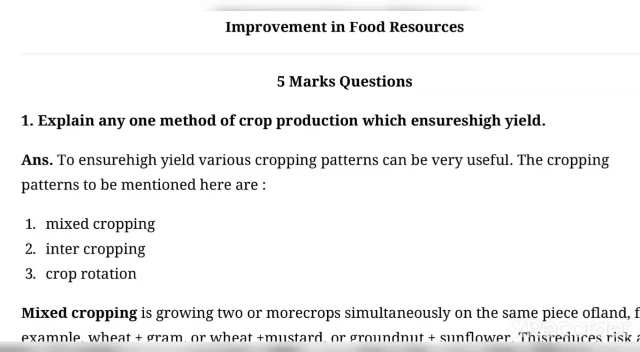 Improvement in Food Resources
5 Marks Questions
1. Explain any one method of crop production which ensureshigh yield.
Ans. To ensurehigh yield various cropping patterns can be very useful. The cropping
patterns to be mentioned here are :
1. mixed cropping
2. inter cropping
3. crop rotation
Mixed cropping is growing two or morecrops simultaneously on the same piece ofland, f
example, wheat + gram, or wheat +mustard, or groundnut + sunflower. Thisreduces risk a